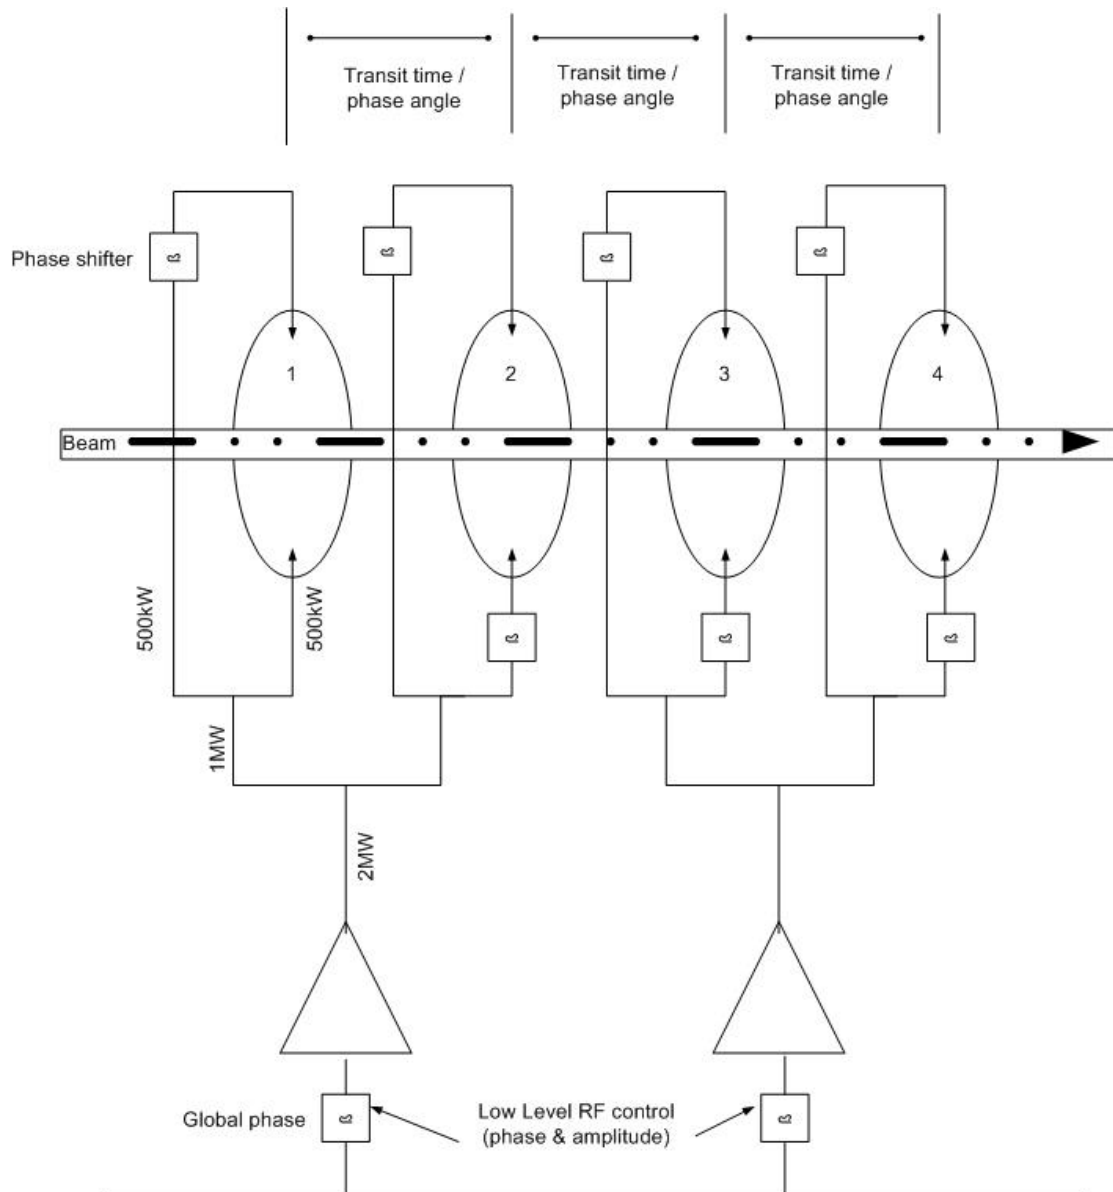 Transit time /
phase angle
Transit time /
phase angle
Transit time /
phase angle
Phase shifter
1
2
3
4
Beam
500kW
500kW
1MW
2MW
Global phase
Low Level RF control
(phase & amplitude)